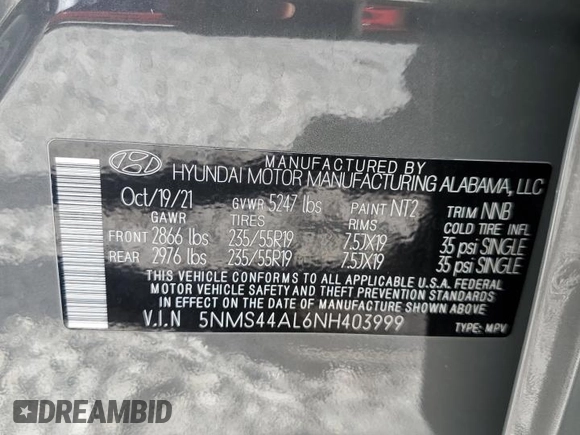 MANUFACTURED BY
HYUNDAI MOTOR MANUFACTURING ALABAMA, LLC
Oct/19/21 GVWR 5247 lbs PAINT NT2 TRIM NNB
GAWR TIRES RIMS COLD TIRE INFL
FRONT 2866 lbs 235/55R19 7.5JX19 35 psi SINGLE
REAR 2976 lbs 235/55R19 7.5JX19 35 psi SINGLE
THIS VEHICLE CONFORMS TO ALL APPLICABLE U.S.A. FEDERAL
MOTOR VEHICLE SAFETY AND THEFT PREVENTION STANDARDS
IN EFFECT ON THE DATE OF MANUFACTURE SHOWN ABOVE
V.I.N 5NMS44AL6NH403999 TYPE: MPV
DREAMBID